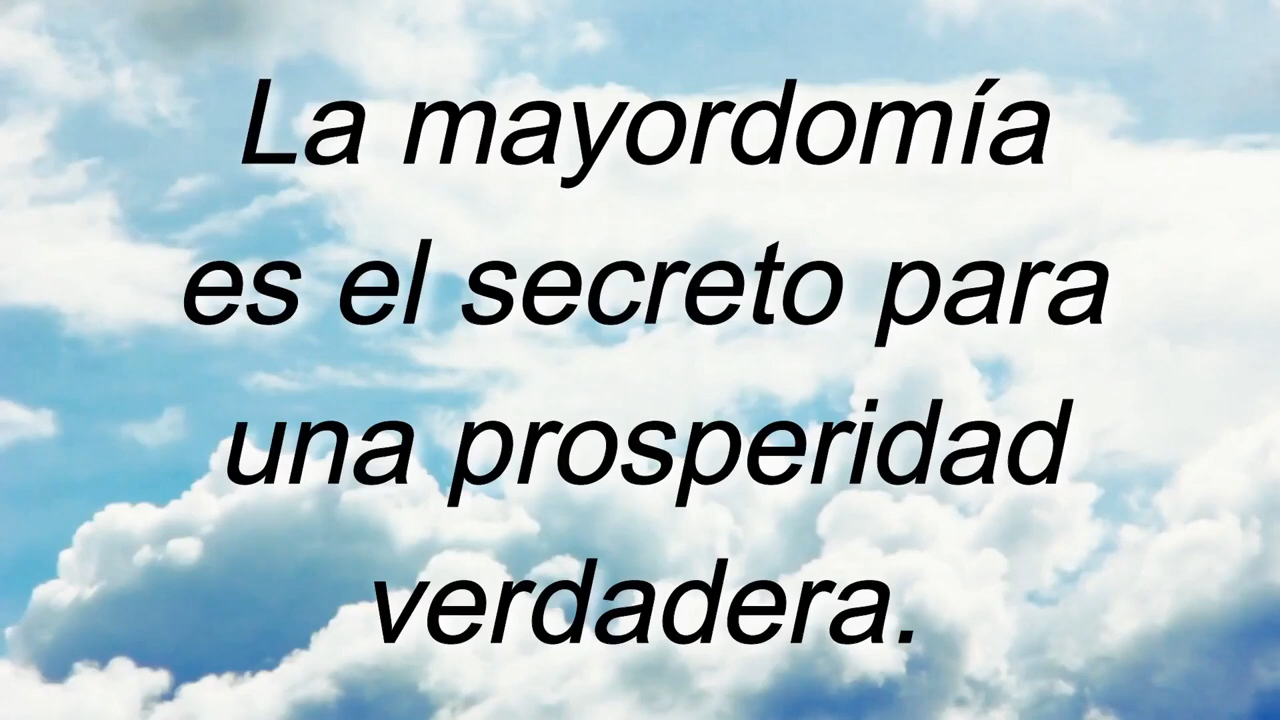 La mayordomía
es el secreto para
una prosperidad
verdadera.